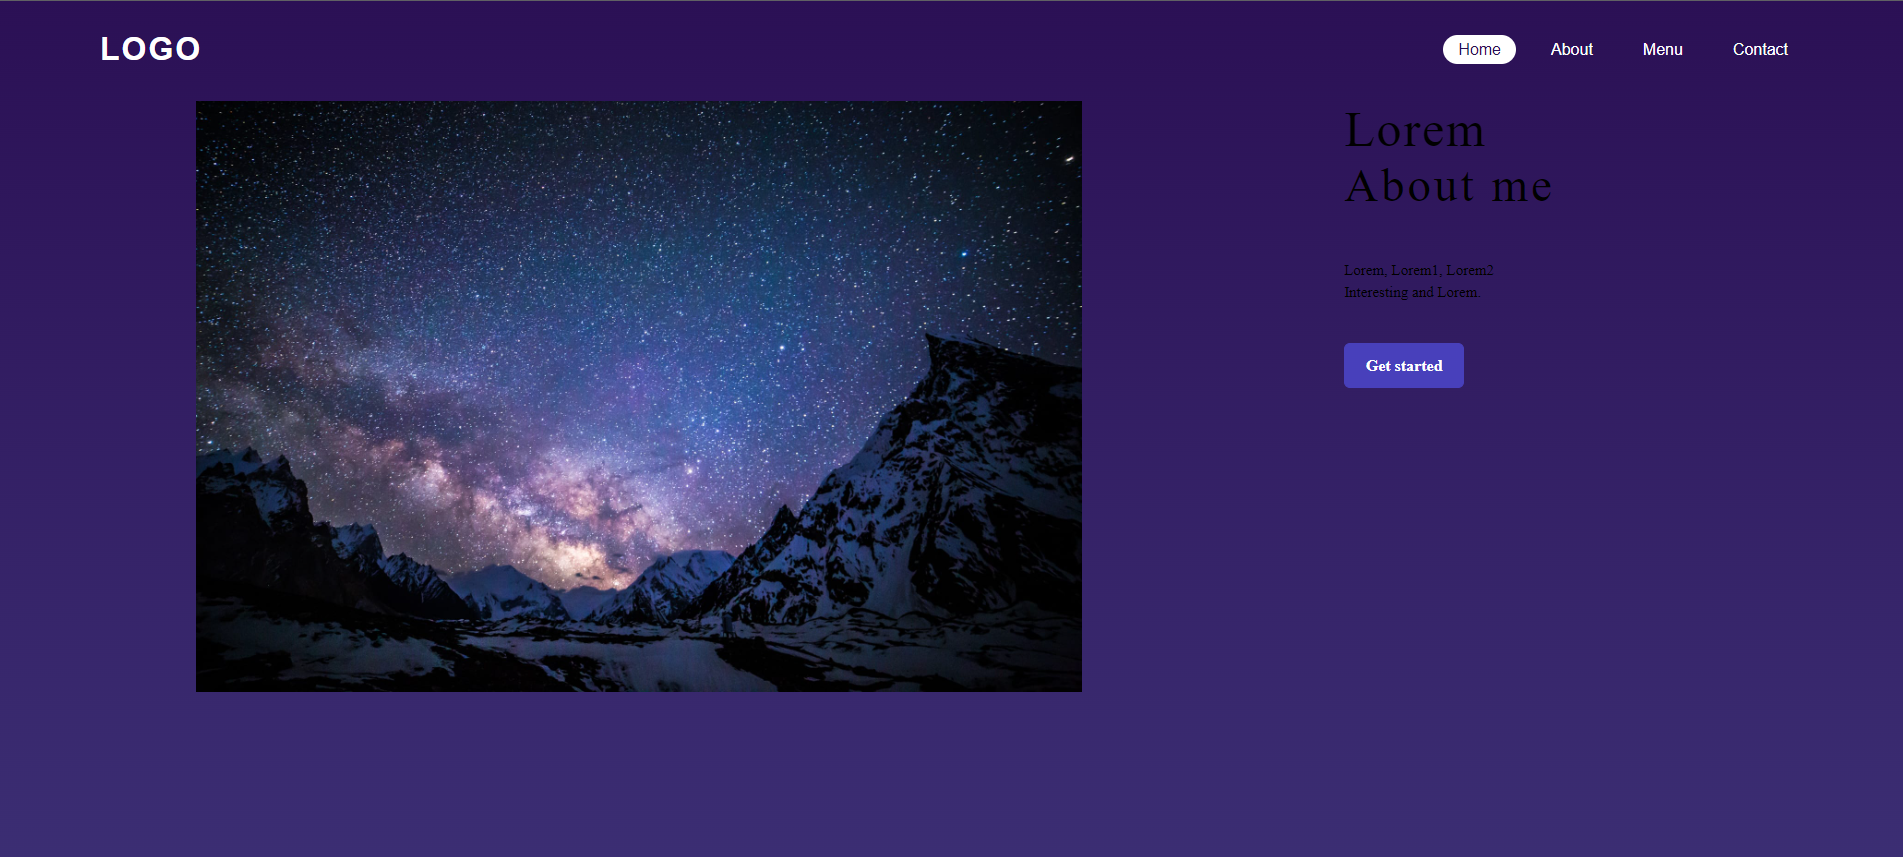 LOGO
Home About Menu Contact
Lorem
About me
Lorem, Lorem1, Lorem2
Interesting and Lorem.
Get started